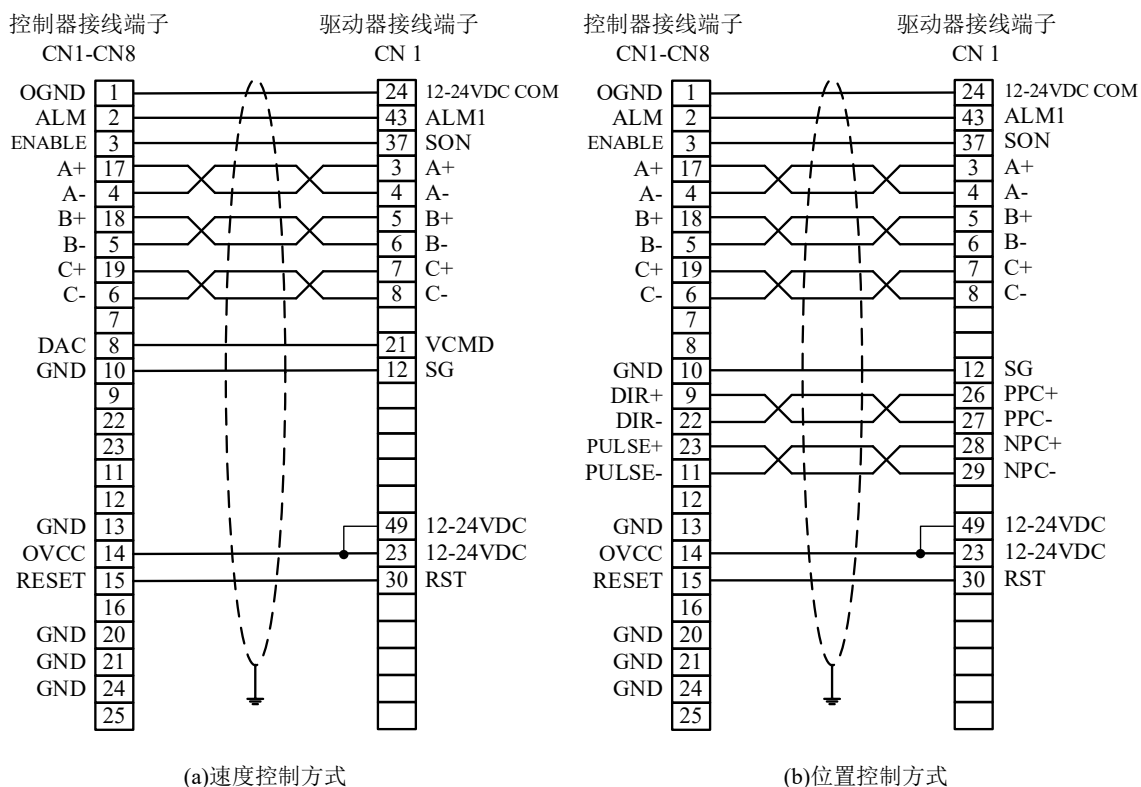 控制器接线端子 驱动器接线端子
CN1-CN8 CN 1
OGND 1 24 12-24VDC COM
ALM 2 43 ALM1
ENABLE 3 37 SON
A+ 17 3 A+
A- 4 4 A-
B+ 18 5 B+
B- 5 6 B-
C+ 19 7 C+
C- 6 8 C-
7
DAC 8 21 VCMD
GND 10 12 SG
9
22
23
11
12
GND 13 49 12-24VDC
OVCC 14 23 12-24VDC
RESET 15 30 RST
16
GND 20
GND 21
GND 24
25
(a)速度控制方式
控制器接线端子 驱动器接线端子
CN1-CN8 CN 1
OGND 1 24 12-24VDC COM
ALM 2 43 ALM1
ENABLE 3 37 SON
A+ 17 3 A+
A- 4 4 A-
B+ 18 5 B+
B- 5 6 B-
C+ 19 7 C+
C- 6 8 C-
7
8
GND 10 12 SG
DIR+ 9 26 PPC+
DIR- 22 27 PPC-
PULSE+ 23 28 NPC+
PULSE- 11 29 NPC-
12
GND 13 49 12-24VDC
OVCC 14 23 12-24VDC
RESET 15 30 RST
16
GND 20
GND 21
GND 24
25
(b)位置控制方式